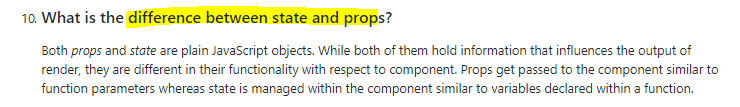 10. What is the difference between state and props?
Both props and state are plain JavaScript objects. While both of them hold information that influences the output of
render, they are different in their functionality with respect to component. Props get passed to the component similar to
function parameters whereas state is managed within the component similar to variables declared within a function.